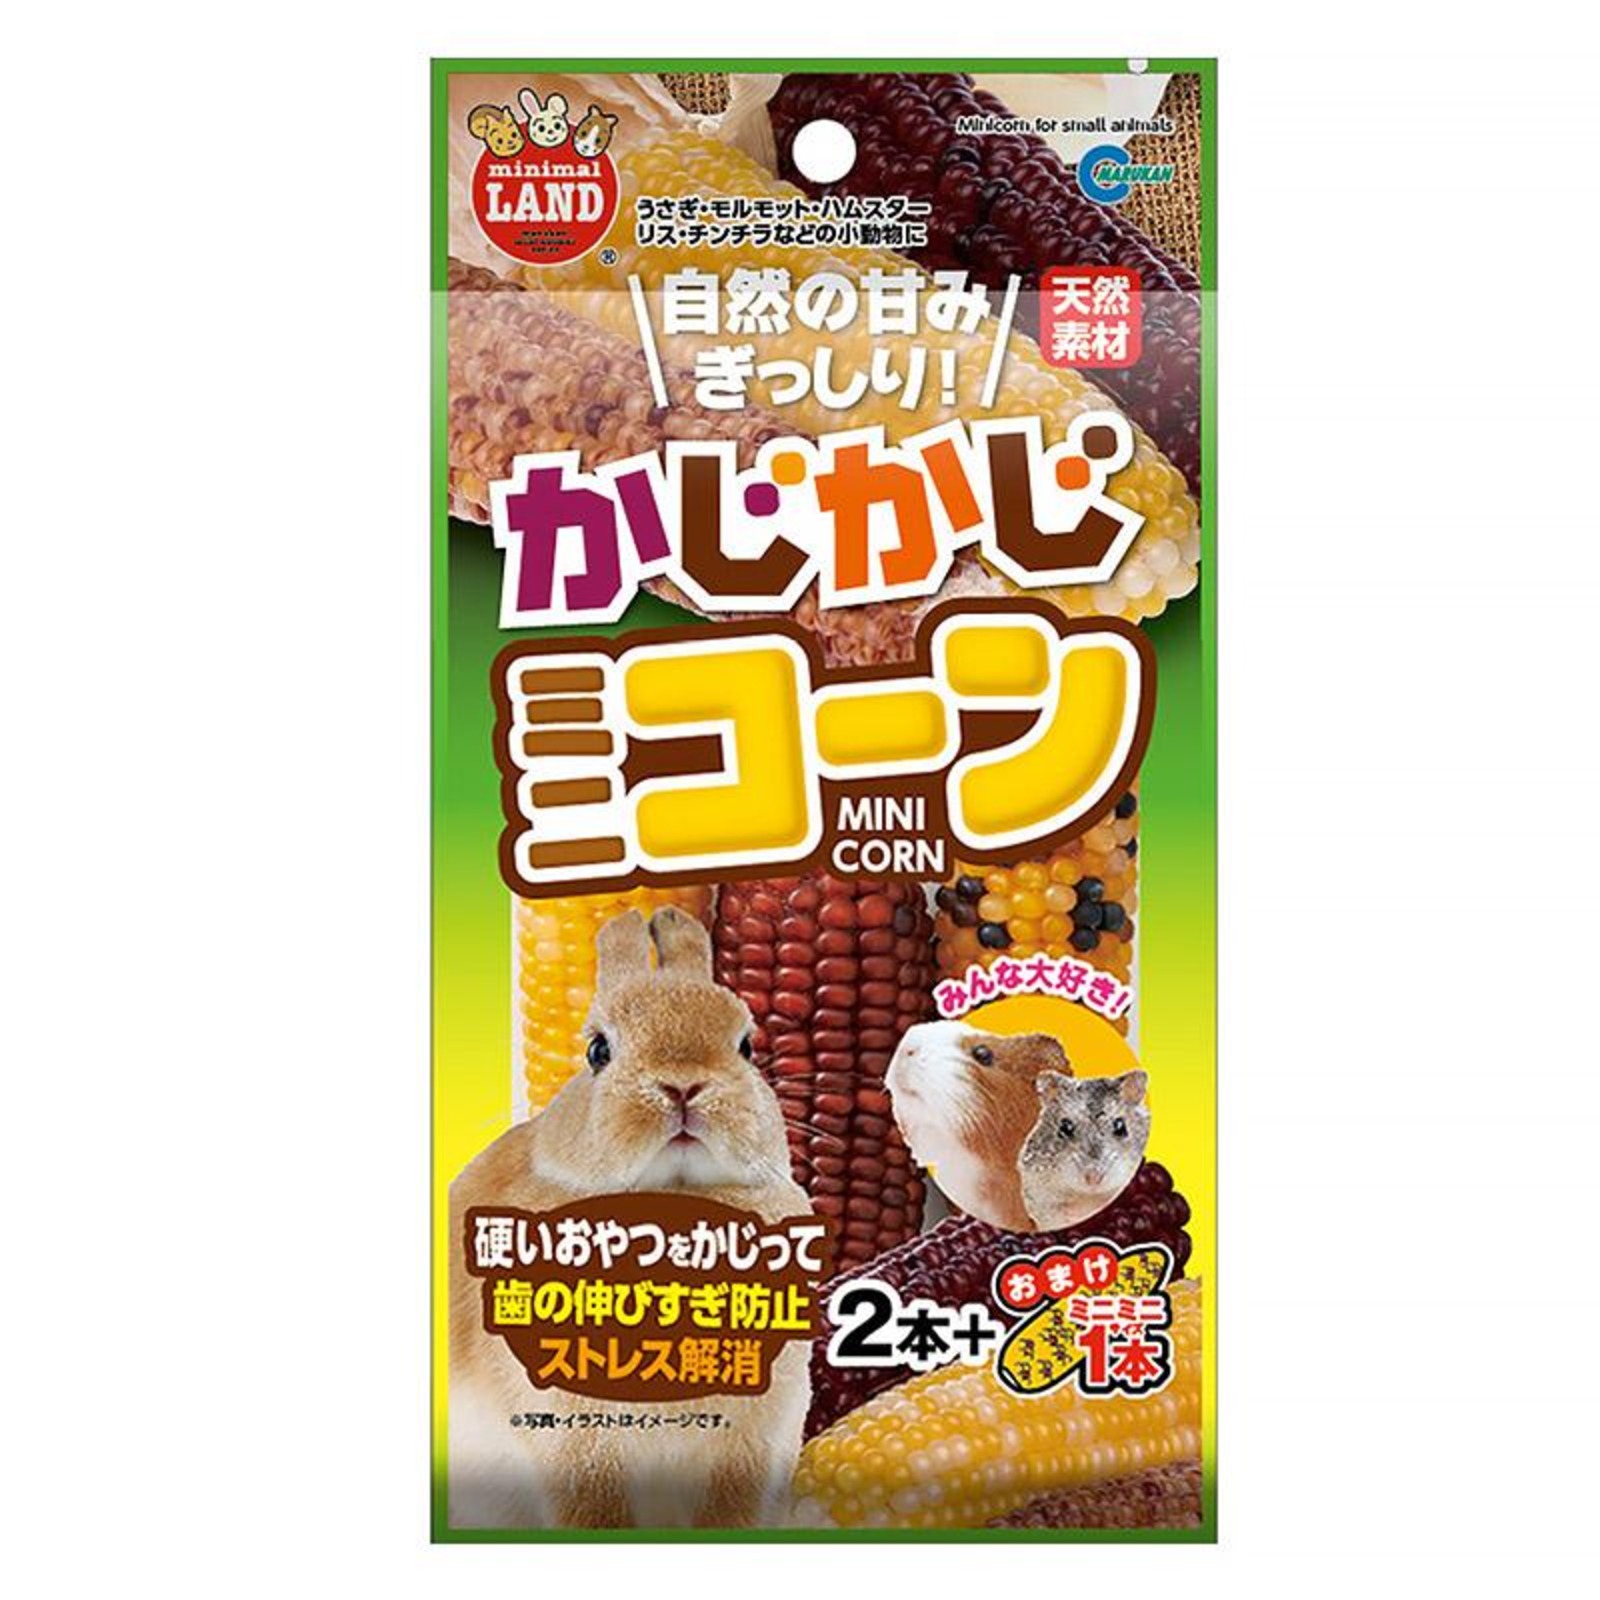 Minicorn for small animals
MARUKAN
minimal
LAND
®
うさぎ・モルモット・ハムスター
リス・チンチラなどの小動物に
自然の甘み
ぎっしり!
天然
素材
かじかじ
ミニコーン
MINI
CORN
みんな大好き!
硬いおやつをかじって
歯の伸びすぎ防止
ストレス解消
2本+
おまけ
ミニミニ
サイズ
1本
※写真・イラストはイメージです。